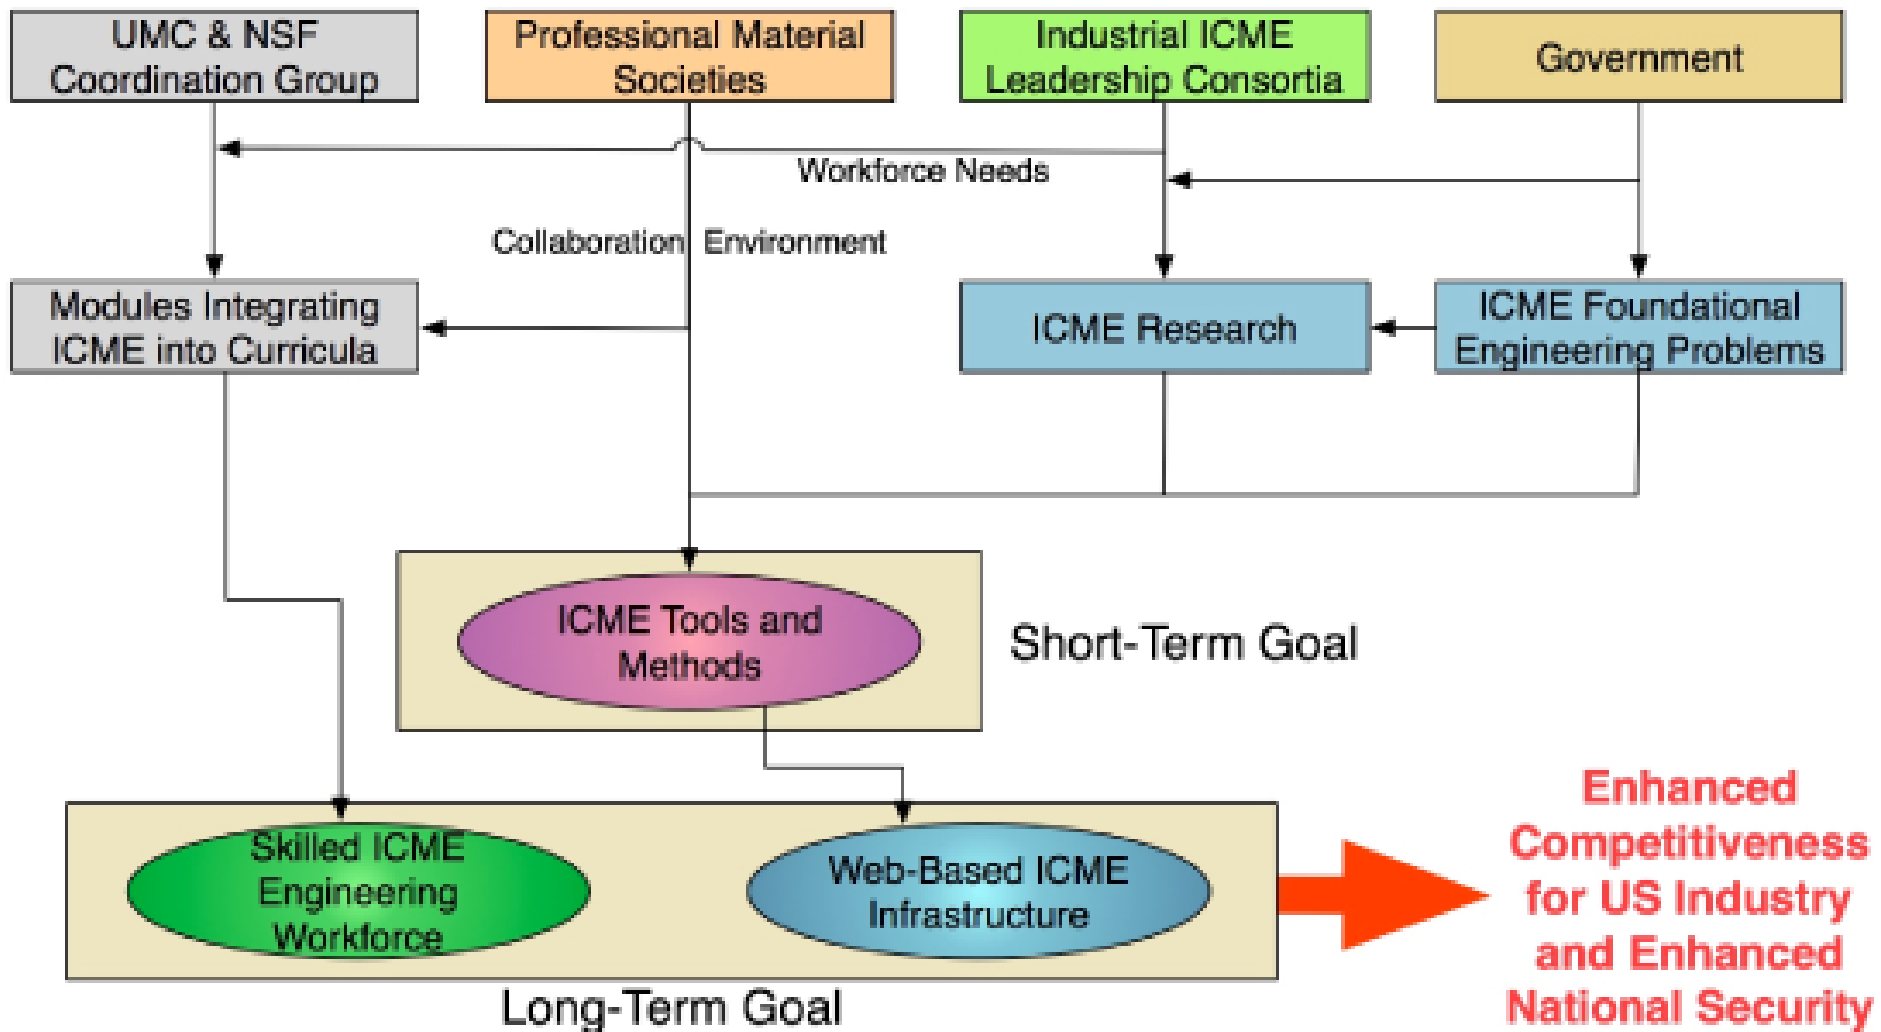 UMC & NSF
Coordination Group
Professional Material
Societies
Industrial ICME
Leadership Consortia
Government
Workforce Needs
Collaboration Environment
Modules Integrating
ICME into Curricula
ICME Research
ICME Foundational
Engineering Problems
ICME Tools and
Methods
Short-Term Goal
Skilled ICME
Engineering
Workforce
Web-Based ICME
Infrastructure
Long-Term Goal
Enhanced
Competitiveness
for US Industry
and Enhanced
National Security